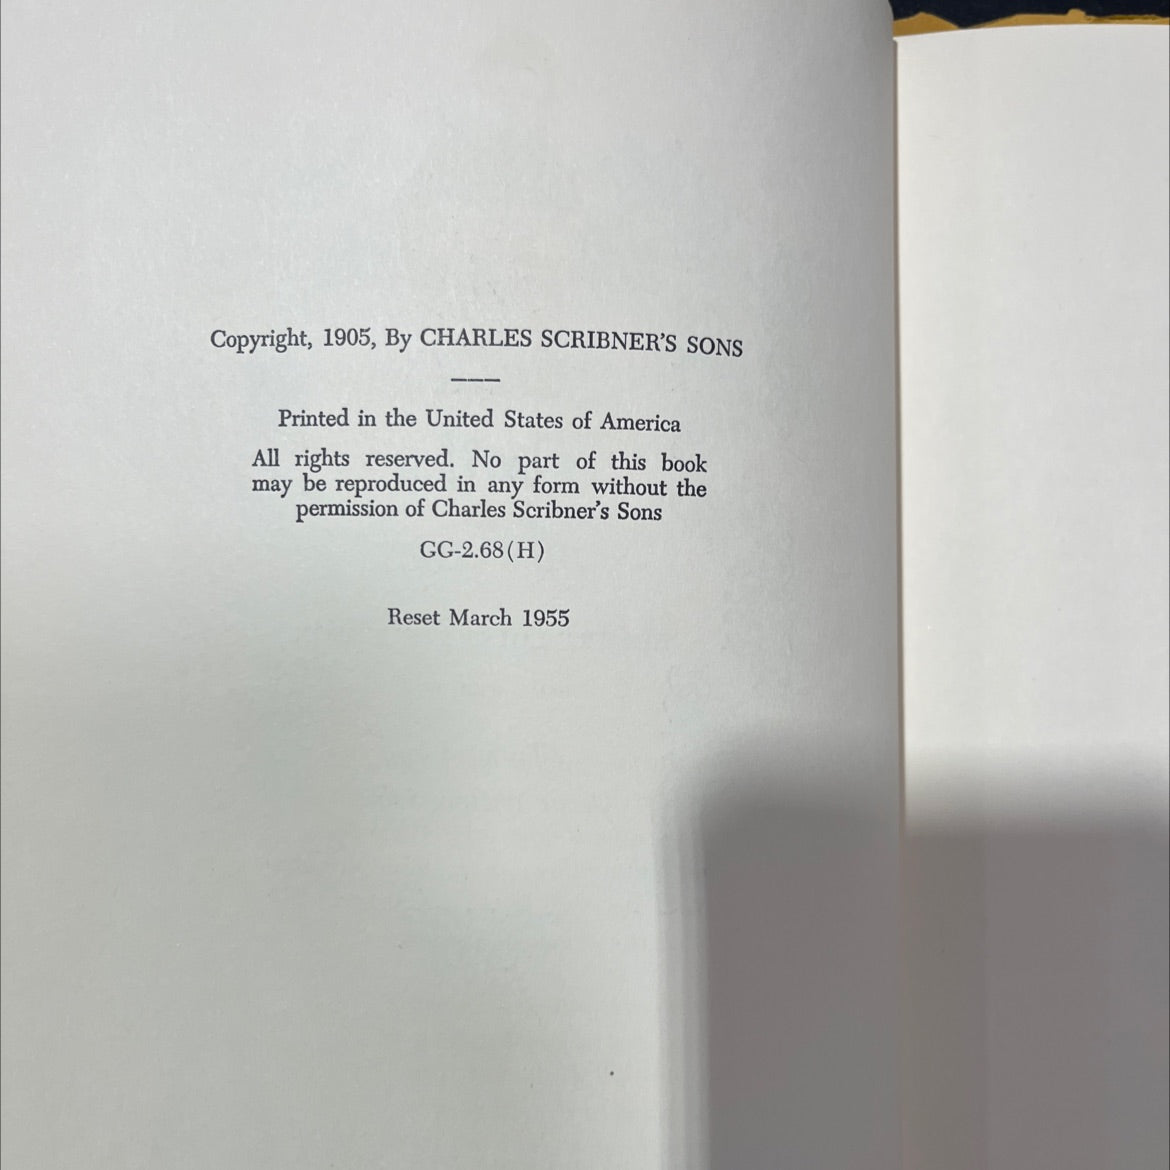 Copyright, 1905, By CHARLES SCRIBNER'S SONS
Printed in the United States of America
All rights reserved. No part of this book
may be reproduced in any form without the
permission of Charles Scribner's Sons
GG-2.68(H)
Reset March 1955